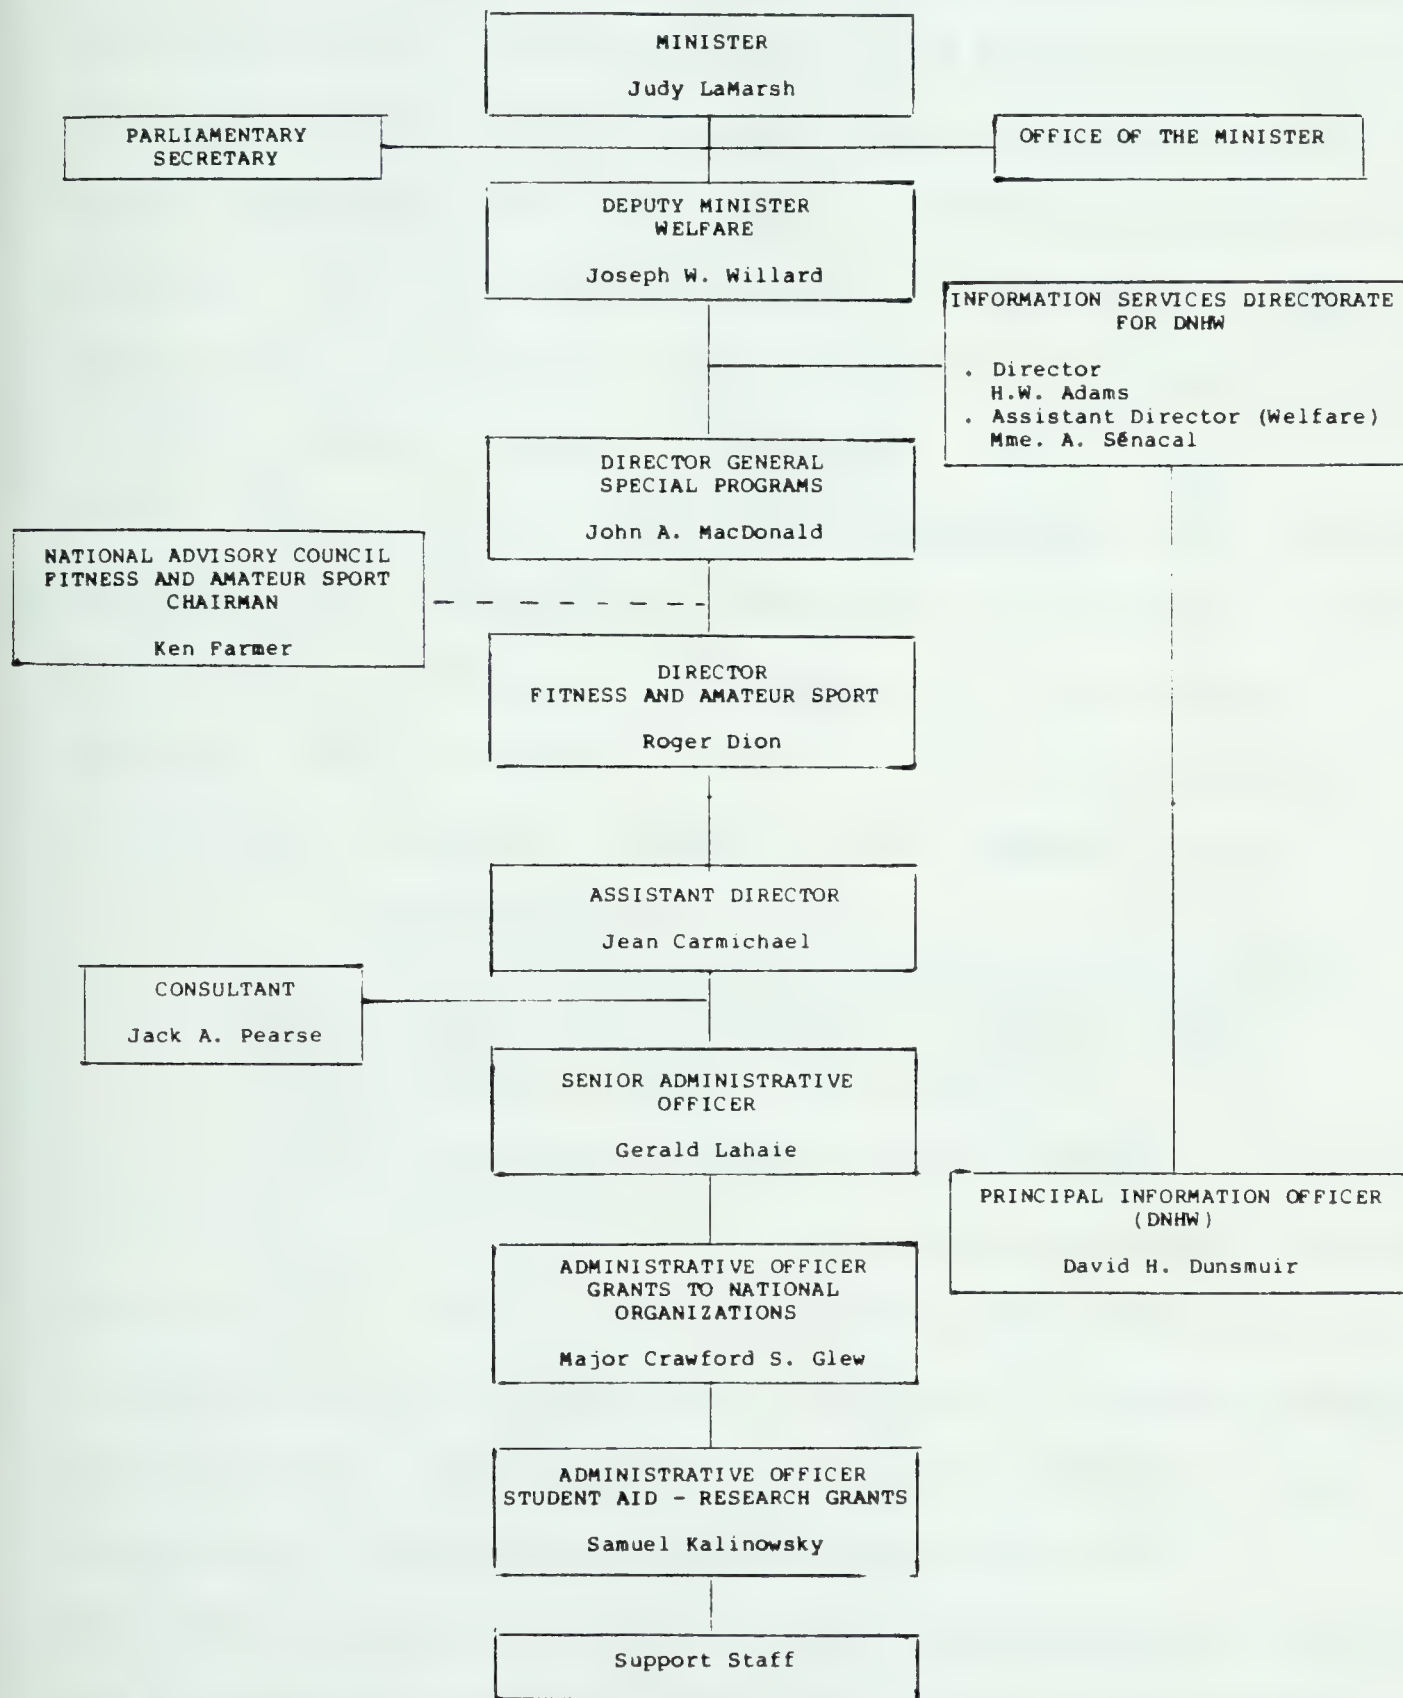 MINISTER
Judy LaMarsh
PARLIAMENTARY
SECRETARY
OFFICE OF THE MINISTER
DEPUTY MINISTER
WELFARE
Joseph W. Willard
INFORMATION SERVICES DIRECTORATE
FOR DNHW
. Director
H.W. Adams
. Assistant Director (Welfare)
Mme. A. Sénacal
DIRECTOR GENERAL
SPECIAL PROGRAMS
John A. MacDonald
NATIONAL ADVISORY COUNCIL
FITNESS AND AMATEUR SPORT
CHAIRMAN
Ken Farmer
DIRECTOR
FITNESS AND AMATEUR SPORT
Roger Dion
ASSISTANT DIRECTOR
Jean Carmichael
CONSULTANT
Jack A. Pearse
SENIOR ADMINISTRATIVE
OFFICER
Gerald Lahaie
PRINCIPAL INFORMATION OFFICER
(DNHW)
David H. Dunsmuir
ADMINISTRATIVE OFFICER
GRANTS TO NATIONAL
ORGANIZATIONS
Major Crawford S. Glew
ADMINISTRATIVE OFFICER
STUDENT AID - RESEARCH GRANTS
Samuel Kalinowsky
Support Staff